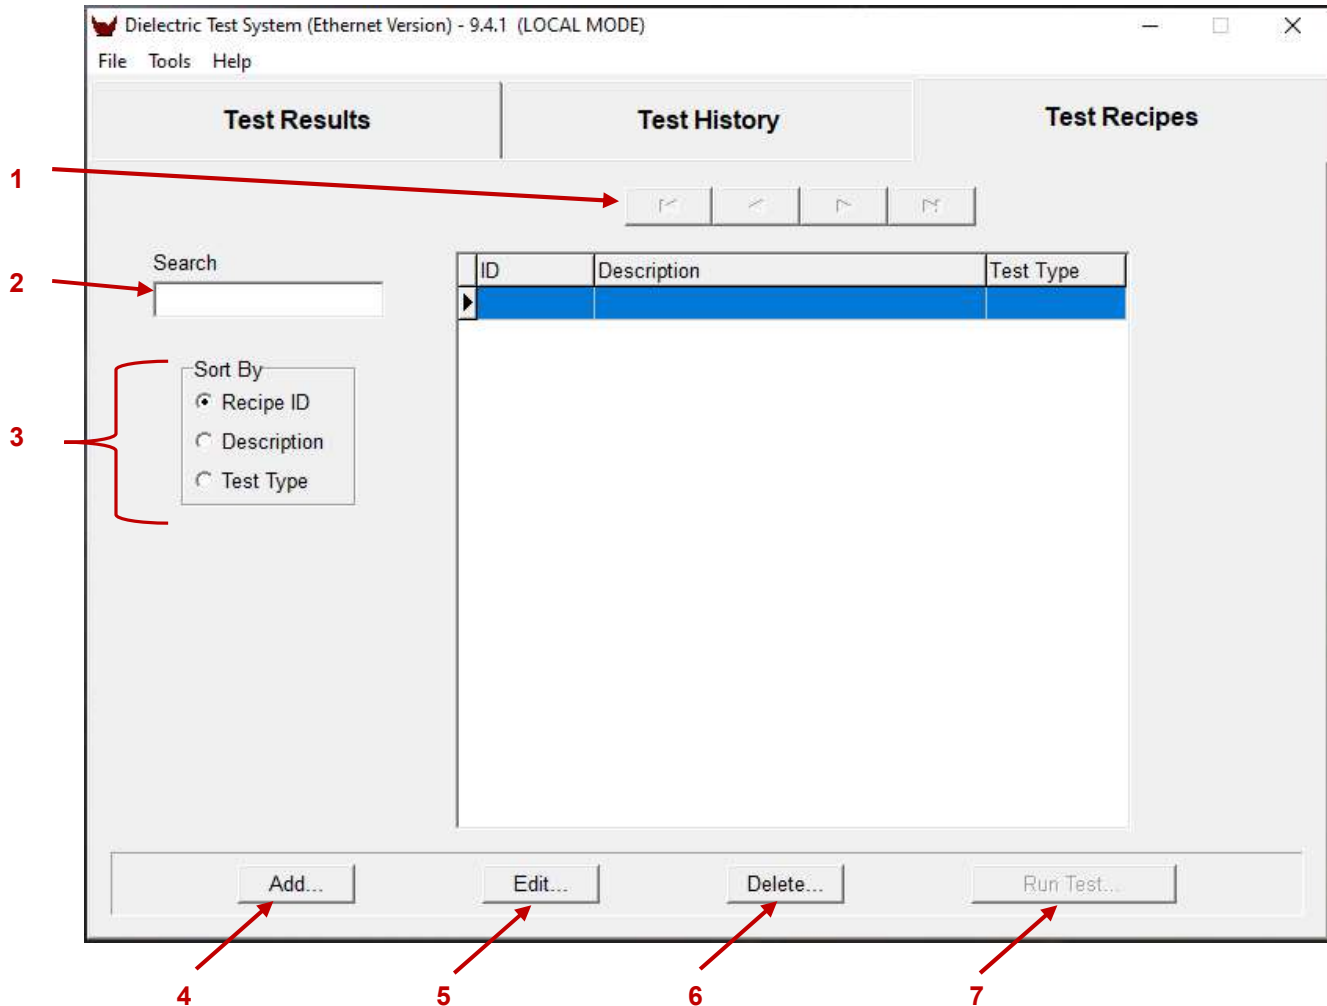 Dielectric Test System (Ethernet Version) - 9.4.1 (LOCAL MODE)
File Tools Help
Test Results Test History Test Recipes
1
Search
2
ID Description Test Type
Sort By
Recipe ID
3
Description
Test Type
Add... Edit... Delete... Run Test...
4 5 6 7